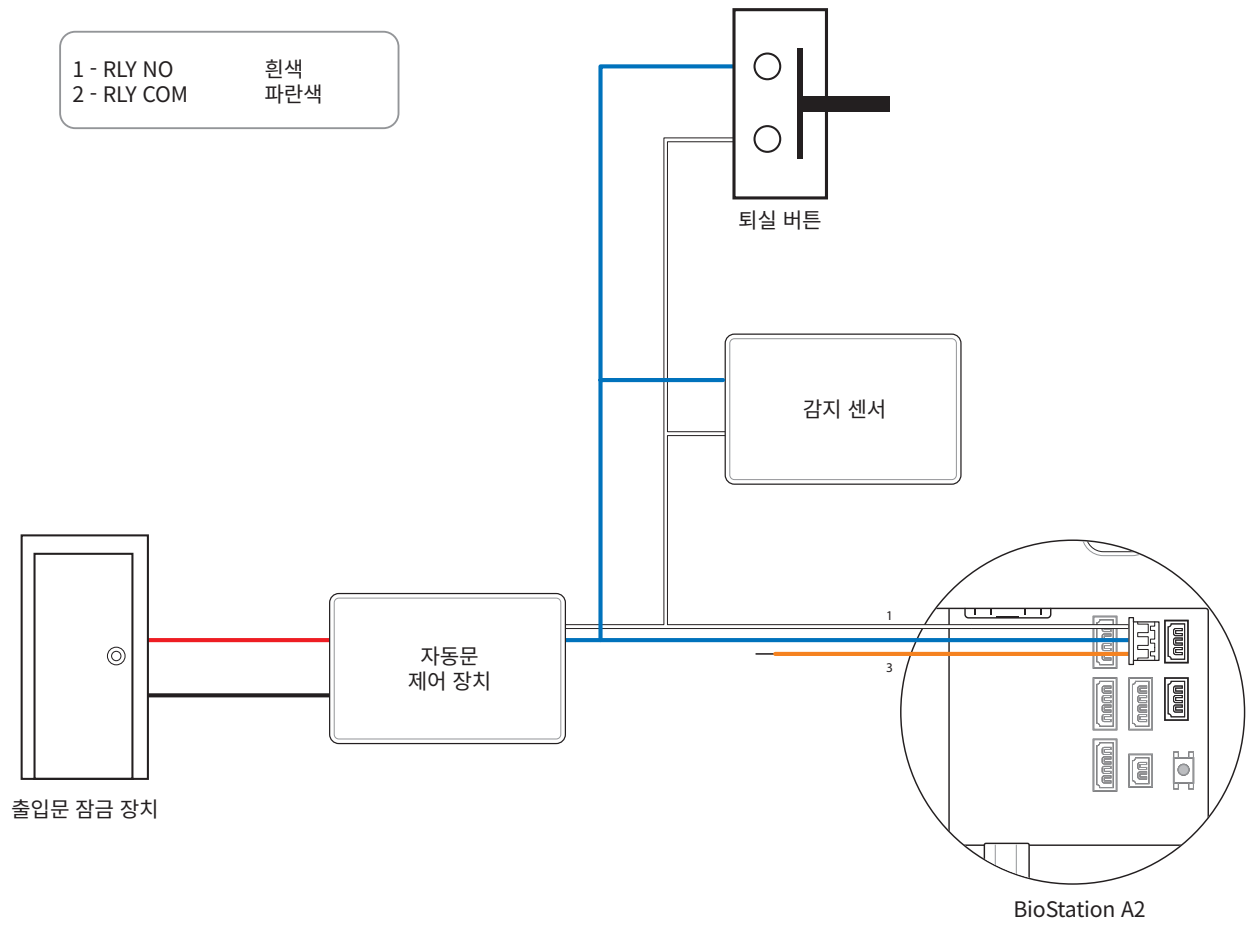 1 - RLY NO 흰색
2 - RLY COM 파란색
퇴실 버튼
감지 센서
1
3
자동문
제어 장치
출입문 잠금 장치
BioStation A2